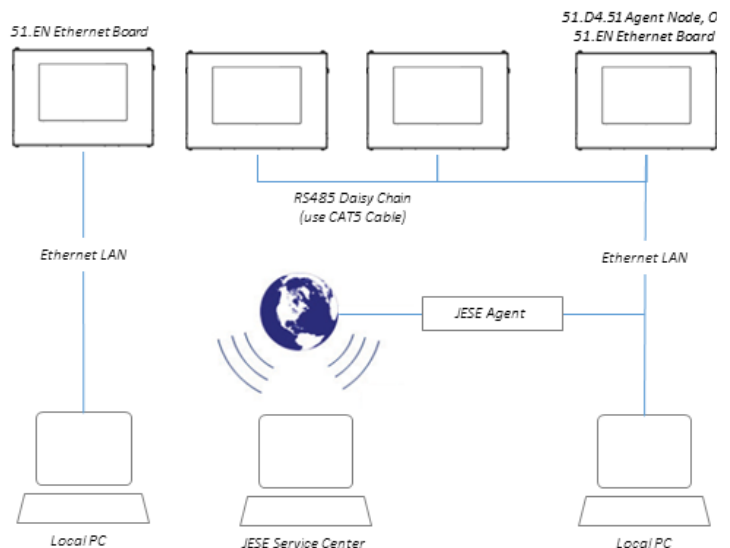 51.EN Ethernet Board
51.D4.51 Agent Node, O
51.EN Ethernet Board
RS485 Daisy Chain
(use CAT5 Cable)
Ethernet LAN
Ethernet LAN
JESE Agent
Local PC
JESE Service Center
Local PC